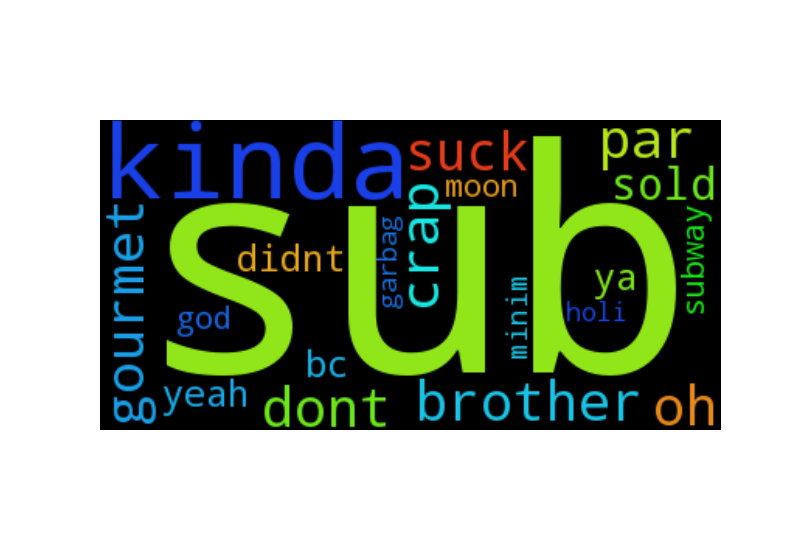 kinda
suck
par
moon
sold
gourmet
sub
crap
subway
garbag
didnt
ya
minim
holi
god
bc
yeah
dont
brother
oh